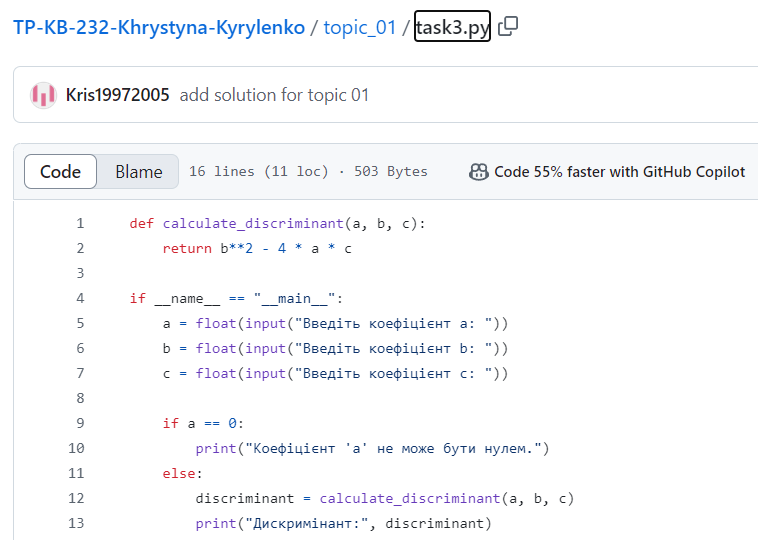 TP-KB-232-Khrystyna-Kyrylenko / topic_01 / task3.py
Kris19972005 add solution for topic 01
Code Blame 16 lines (11 loc) · 503 Bytes Code 55% faster with GitHub Copilot
1 def calculate_discriminant(a, b, c):
2     return b**2 - 4 * a * c
3
4 if __name__ == "__main__":
5     a = float(input("Введіть коефіцієнт a: "))
6     b = float(input("Введіть коефіцієнт b: "))
7     c = float(input("Введіть коефіцієнт c: "))
8
9     if a == 0:
10         print("Коефіцієнт 'a' не може бути нулем.")
11     else:
12         discriminant = calculate_discriminant(a, b, c)
13         print("Дискримінант:", discriminant)